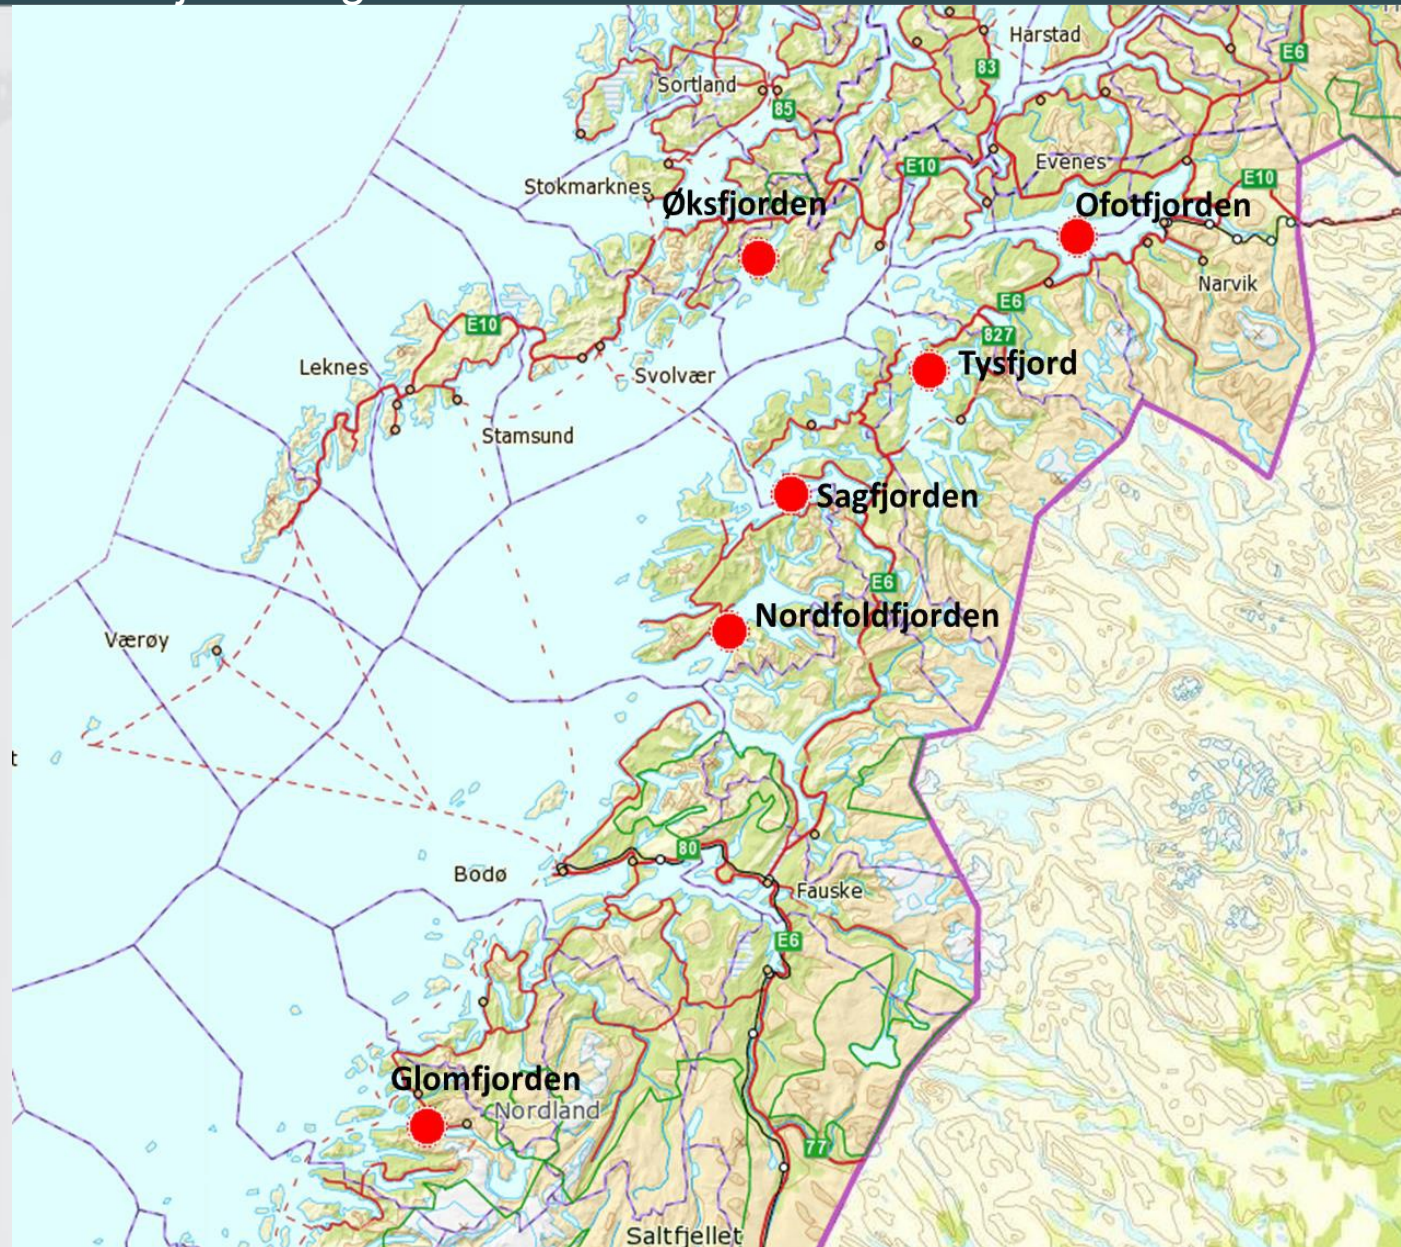 Harstad
E6
83
Sortland
85
Evenes
E10
E10
Stokmarknes
Øksfjorden
Ofotfjorden
Narvik
E6
E10
827
Leknes
Tysfjord
Svolvær
Stamsund
Sagfjorden
E6
Nordfoldfjorden
Værøy
t
80
Bodø
Fauske
E6
Glomfjorden
Nordland
77
Saltfjellet